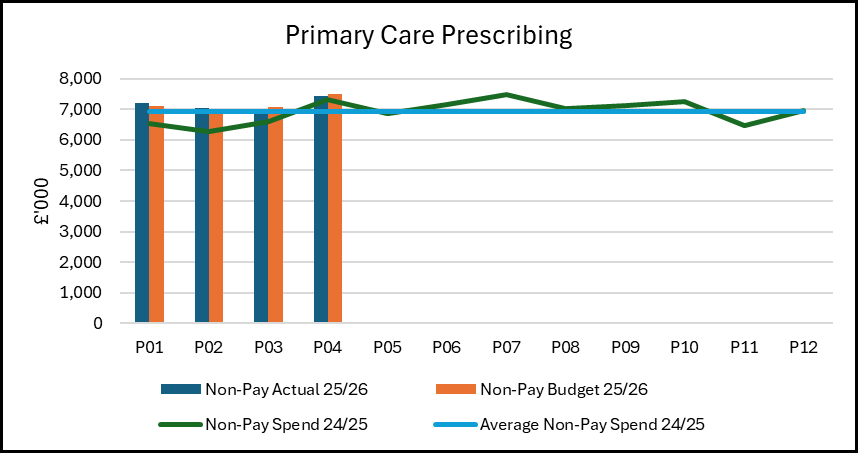 Primary Care Prescribing
8,000
7,000
6,000
5,000
4,000
3,000
2,000
1,000
0
£'000
P01 P02 P03 P04 P05 P06 P07 P08 P09 P10 P11 P12
Non-Pay Actual 25/26 Non-Pay Budget 25/26
Non-Pay Spend 24/25 Average Non-Pay Spend 24/25